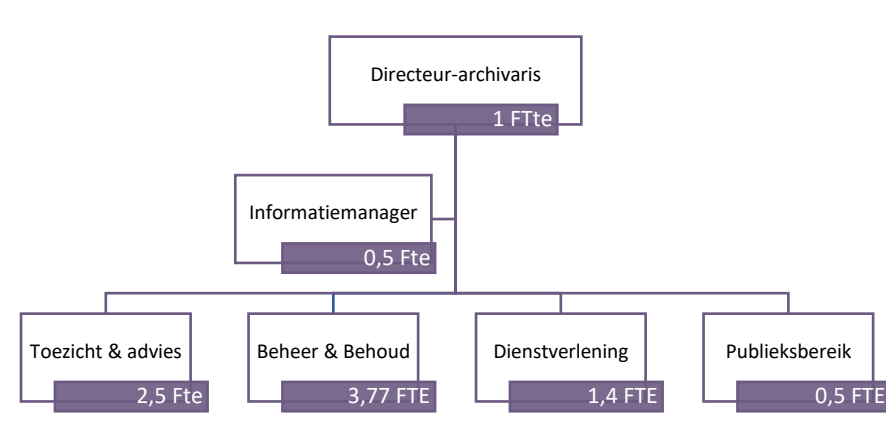 Directeur-archivaris
1 FTte
Informatiemanager
0,5 Fte
Toezicht & advies
2,5 Fte
Beheer & Behoud
3,77 FTE
Dienstverlening
1,4 FTE
Publieksbereik
0,5 FTE